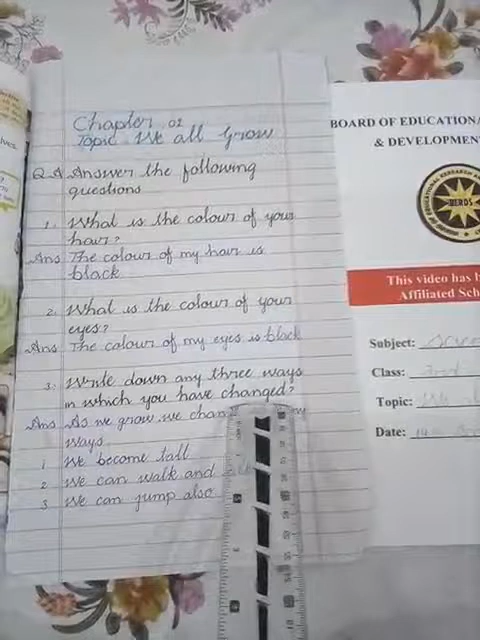 Chapter 02
Topic We all Grow
Q A Answer the following
questions
1. What is the colour of your
hair?
Ans The colour of my hair is
black
2. What is the colour of your
eyes?
Ans The colour of my eyes is black
3. Write down any three ways
in which you have changed?
Ans As we grow we chan
ways
1 We become tall
2 We can walk and
3 We can jump also
BOARD OF EDUCATIONA
& DEVELOPMEN
BERDS
This video has b
Affiliated Sch
Subject:
Class:
Topic:
Date: